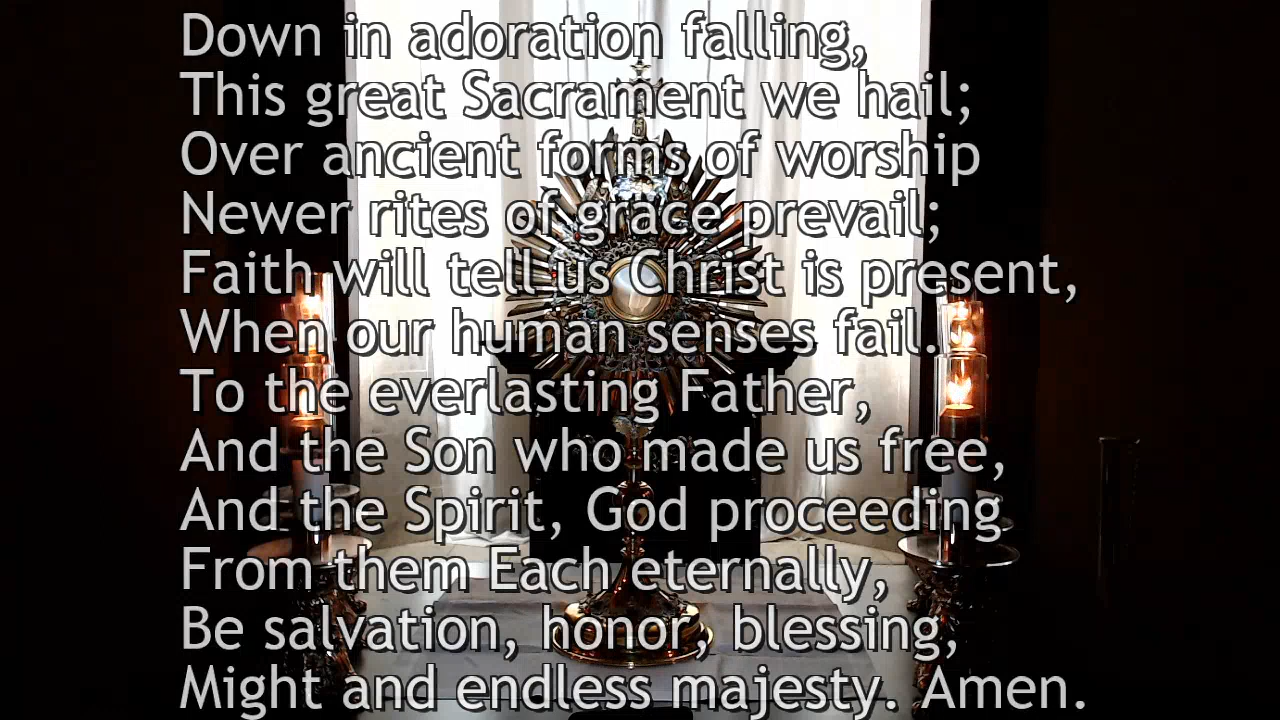 Down in adoration falling,
This great Sacrament we hail;
Over ancient forms of worship
Newer rites of grace prevail;
Faith will tell us Christ is present,
When our human senses fail.
To the everlasting Father,
And the Son who made us free,
And the Spirit, God proceeding
From them Each eternally,
Be salvation, honor, blessing,
Might and endless majesty. Amen.